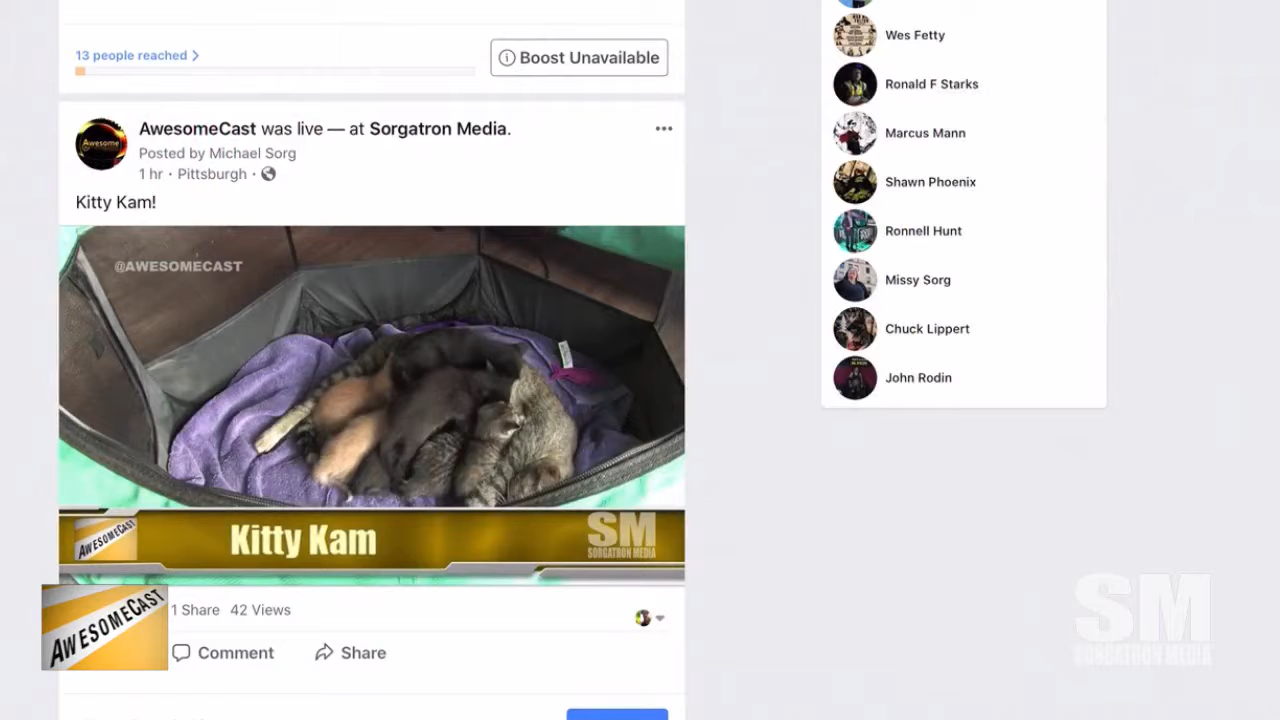 13 people reached
Boost Unavailable
AwesomeCast was live — at Sorgatron Media.
Posted by Michael Sorg
1 hr · Pittsburgh ·
Kitty Kam!
@AWESOMECAST
AWESOMECAST
Kitty Kam
SM
SORGATRON MEDIA
AWESOMECAST
1 Share 42 Views
Comment Share
Wes Fetty
Ronald F Starks
Marcus Mann
Shawn Phoenix
Ronnell Hunt
Missy Sorg
Chuck Lippert
John Rodin
SM
SORGATRON MEDIA